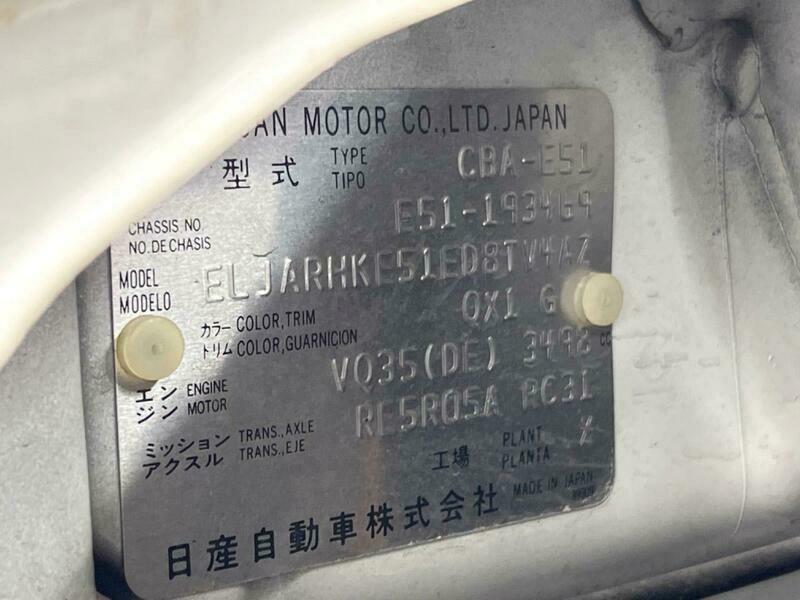 SAN MOTOR CO.,LTD.JAPAN
型式 TYPE TIPO CBA-E51
CHASSIS NO NO.DE CHASIS E51-193469
MODEL MODELO ELJARHKE51ED8TV4AZ
カラー COLOR,TRIM QX1 G
トリム COLOR,GUARNICION
エンジン ENGINE MOTOR VQ35(DE) 3498 CC
ミッション TRANS.,AXLE RE5R05A RC31
アクスル TRANS.,EJE
工場 PLANT PLANTA X
日産自動車株式会社 MADE IN JAPAN